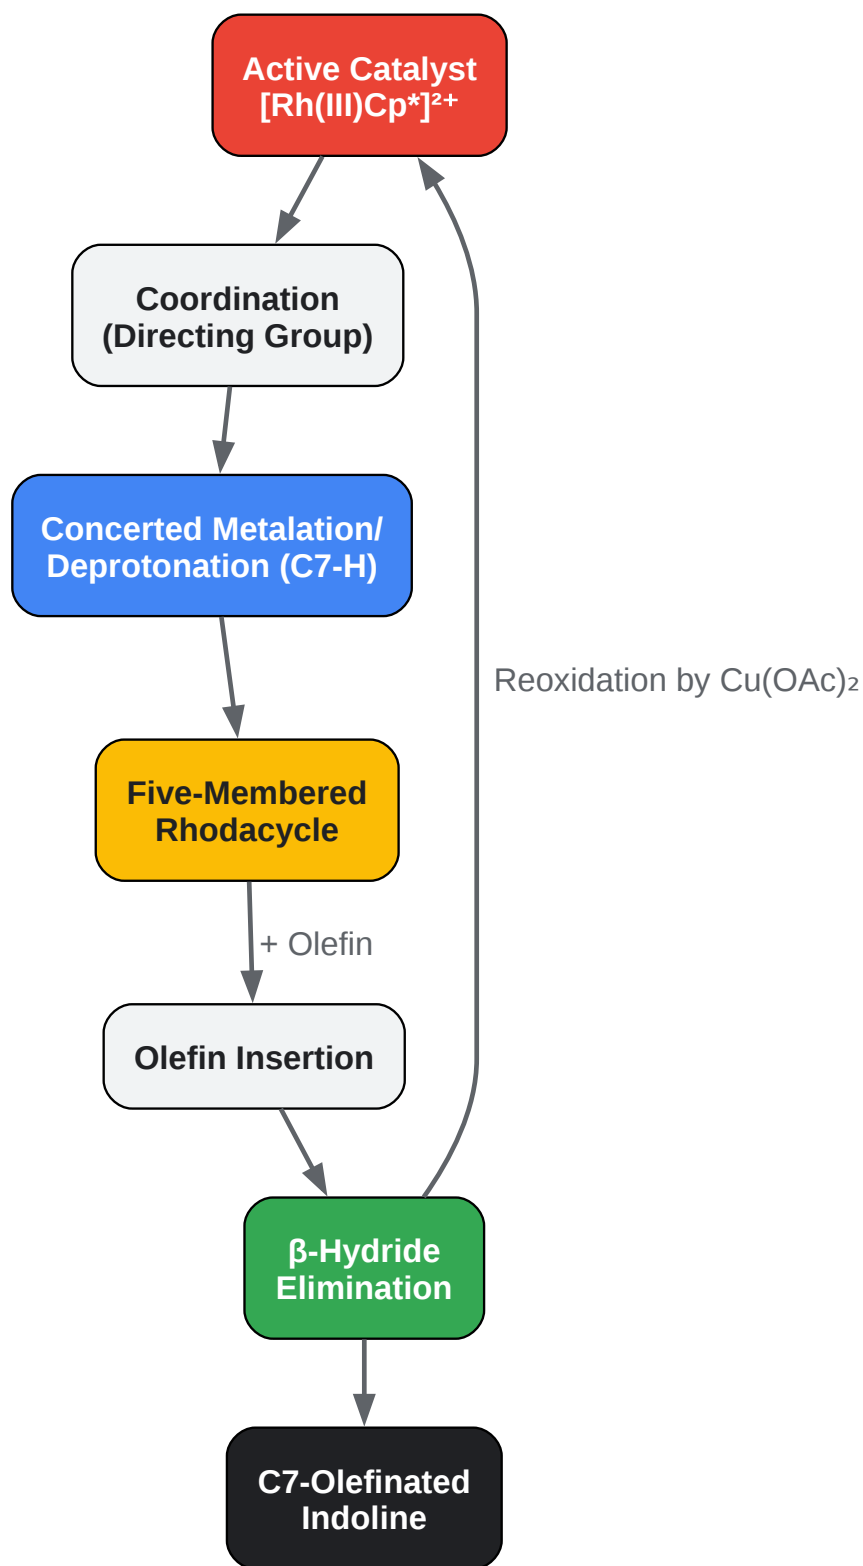 Active Catalyst
[Rh(III)Cp*]²⁺
Coordination
(Directing Group)
Concerted Metalation/
Deprotonation (C7-H)
Reoxidation by Cu(OAc)₂
Five-Membered
Rhodacycle
+ Olefin
Olefin Insertion
β-Hydride
Elimination
C7-Olefinated
Indoline